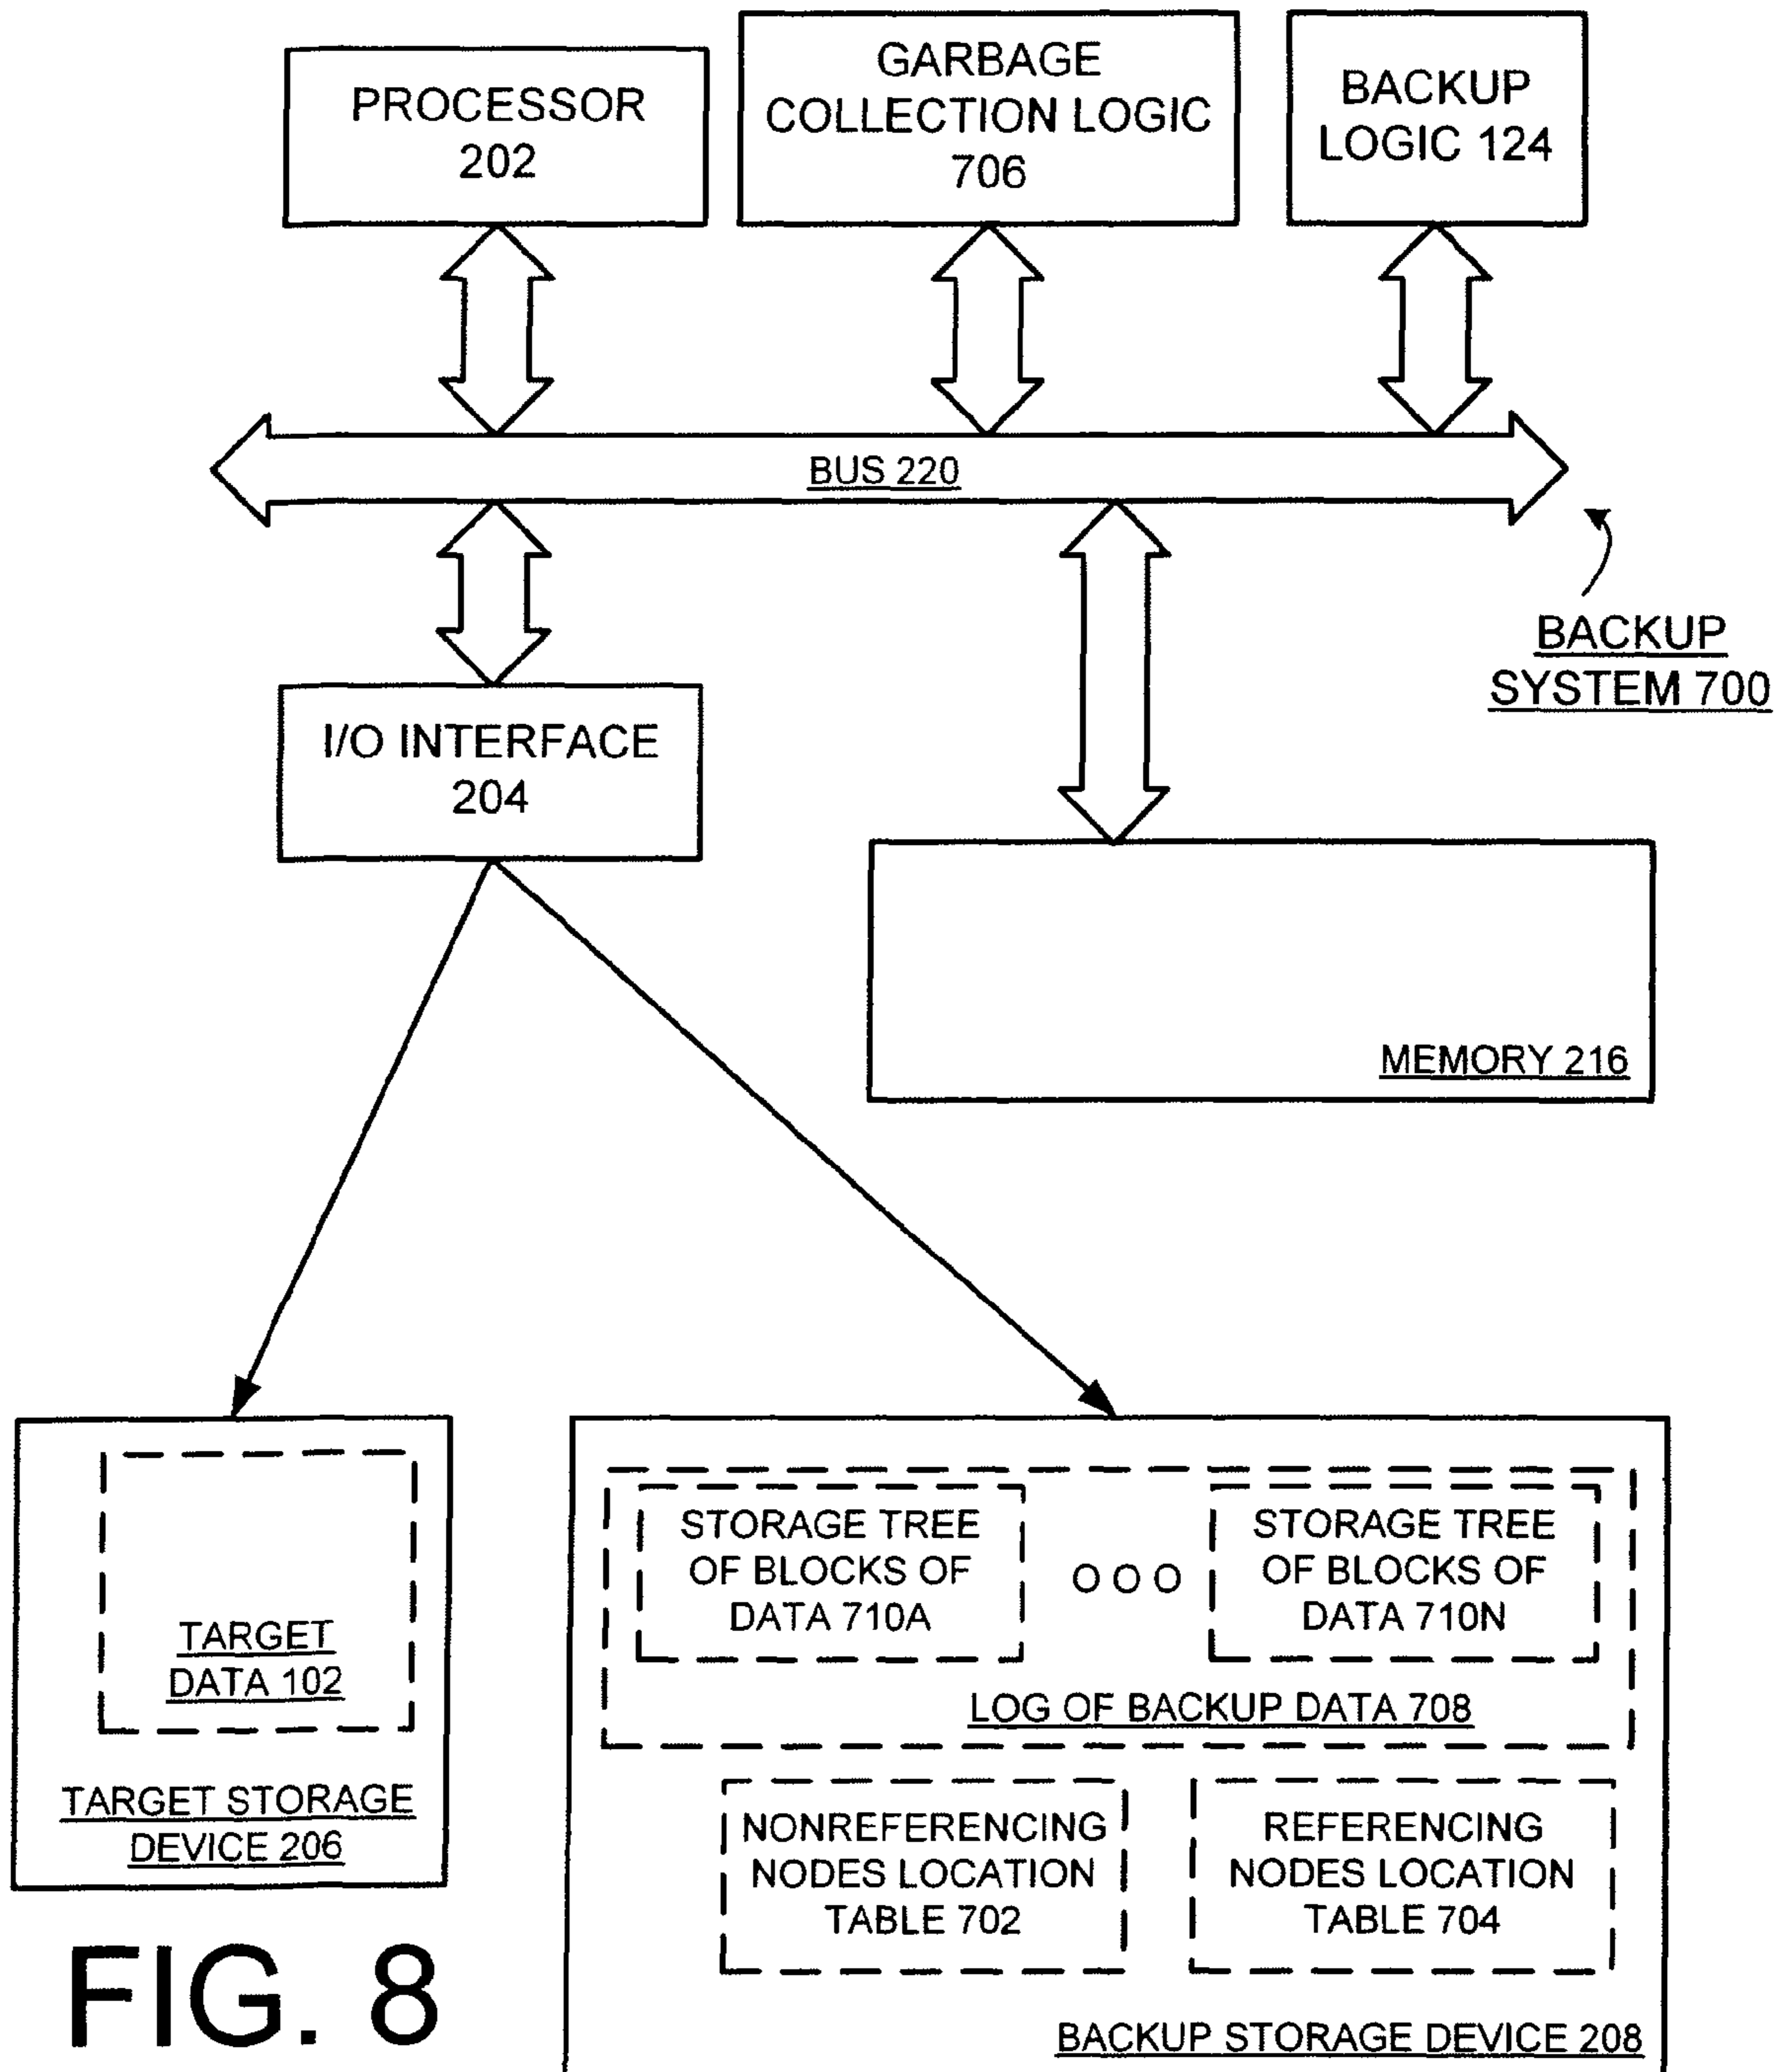 PROCESSOR
202
GARBAGE
COLLECTION LOGIC
706
BACKUP
LOGIC 124
BUS 220
BACKUP
SYSTEM 700
I/O INTERFACE
204
MEMORY 216
TARGET
DATA 102
TARGET STORAGE
DEVICE 206
STORAGE TREE
OF BLOCKS OF
DATA 710A
STORAGE TREE
OF BLOCKS OF
DATA 710N
LOG OF BACKUP DATA 708
NONREFERENCING
NODES LOCATION
TABLE 702
REFERENCING
NODES LOCATION
TABLE 704
BACKUP STORAGE DEVICE 208
FIG. 8